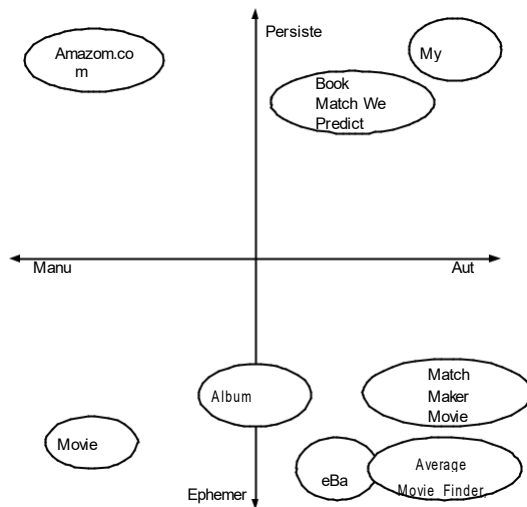 Amazom.co
m
Persiste
My
Book
Match We
Predict
Manu
Aut
Album
Match
Maker
Movie
Movie
eBa
Average
Movie Finder
Ephemer